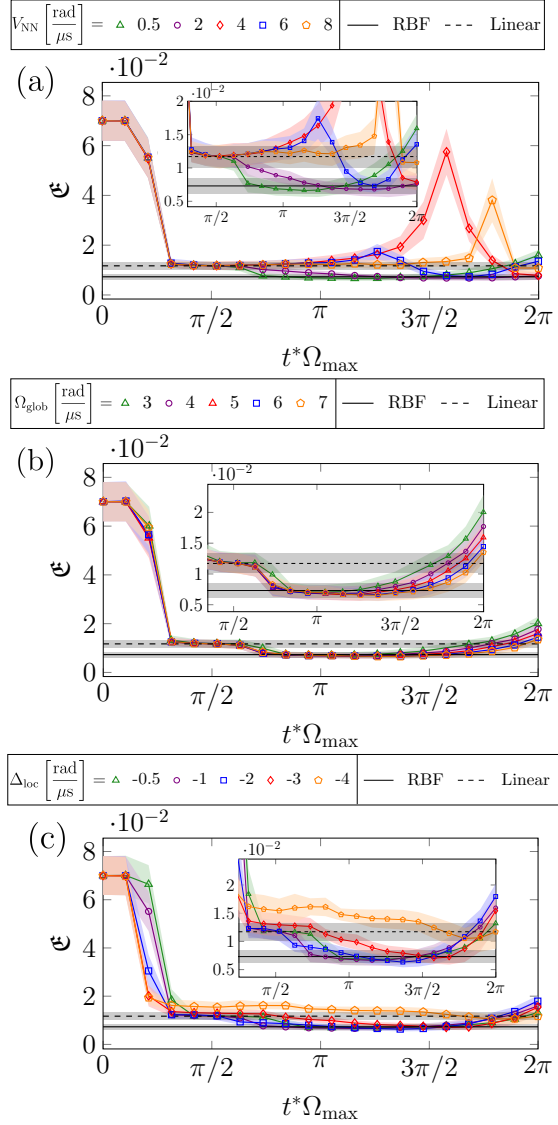 V_NN [rad/μs] = 0.5 2 4 6 8 RBF Linear
(a)
·10⁻²
8
6
4
2
0
𝕰
·10⁻²
2
1.5
1
0.5
π/2 π 3π/2 2π
0 π/2 π 3π/2 2π
t*Ω_max
Ω_glob [rad/μs] = 3 4 5 6 7 RBF Linear
(b)
·10⁻²
8
6
4
2
0
𝕰
·10⁻²
2
1.5
1
0.5
π/2 π 3π/2 2π
0 π/2 π 3π/2 2π
t*Ω_max
Δ_loc [rad/μs] = -0.5 -1 -2 -3 -4 RBF Linear
(c)
·10⁻²
8
6
4
2
0
𝕰
·10⁻²
2
1.5
1
0.5
π/2 π 3π/2 2π
0 π/2 π 3π/2 2π
t*Ω_max